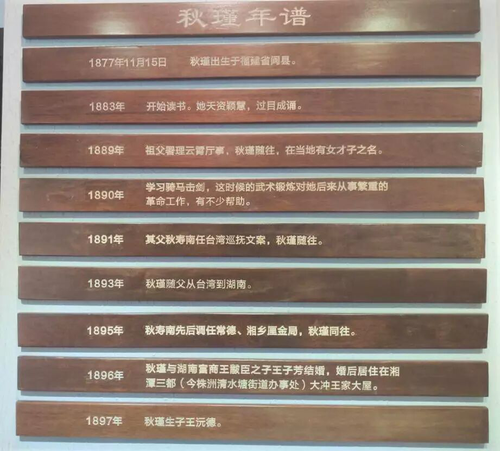 秋瑾年谱
1877年11月15日 秋瑾出生于福建省闽县。
1883年 开始读书。她天资颖慧，过目成诵。
1889年 祖父署理云霄厅事、秋瑾随往，在当地有女才子之名。
1890年 学习骑马击剑，这时候的武术锻炼对她后来从事繁重的
革命工作，有不少帮助。
1891年 其父秋寿南任台湾巡抚文案，秋瑾随往。
1893年 秋瑾随父从台湾到湖南。
1895年 秋寿南先后调任常德、湘乡厘金局，秋瑾同往。
1896年 秋瑾与湖南富商王黻臣之子王子芳结婚，婚后居住在湘
潭三都（今株洲清水塘街道办事处）大冲王家大屋。
1897年 秋瑾生子王沅德。